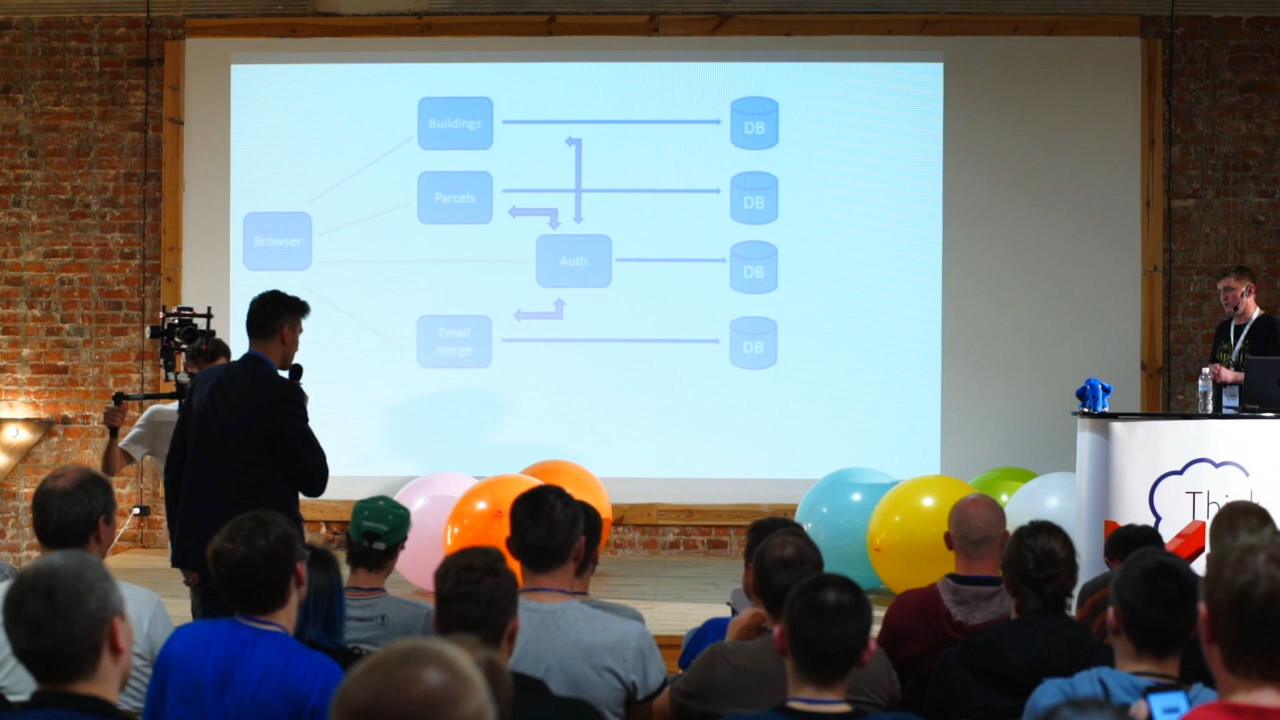 Buildings
DB
Parcels
DB
Browser
Auth
DB
Email
merge
DB